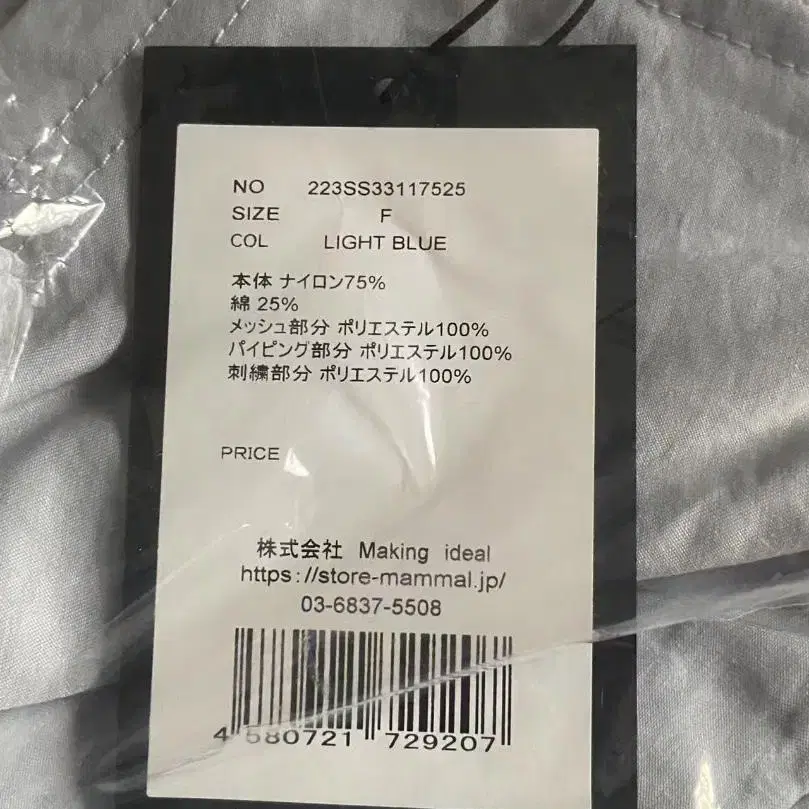 NO 223SS33117525
SIZE F
COL LIGHT BLUE
本体 ナイロン75%
綿 25%
メッシュ部分 ポリエステル100%
パイピング部分 ポリエステル100%
刺繍部分 ポリエステル100%
PRICE
株式会社 Making ideal
https://store-mammal.jp/
03-6837-5508
4 580721 729207